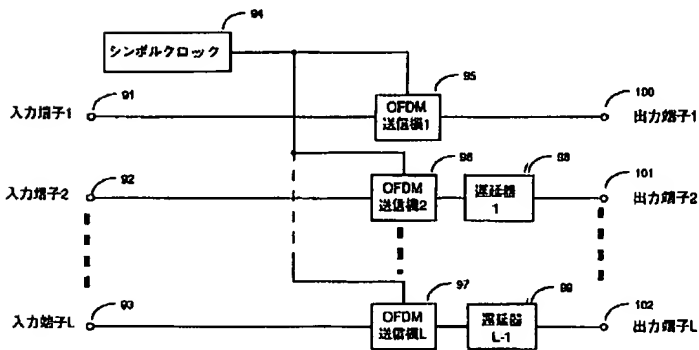 94
シンボルクロック
91
95
100
入力端子1
OFDM
送信機1
出力端子1
92
96
98
101
入力端子2
OFDM
送信機2
遅延器
1
出力端子2
93
97
99
102
入力端子L
OFDM
送信機L
遅延器
L-1
出力端子L